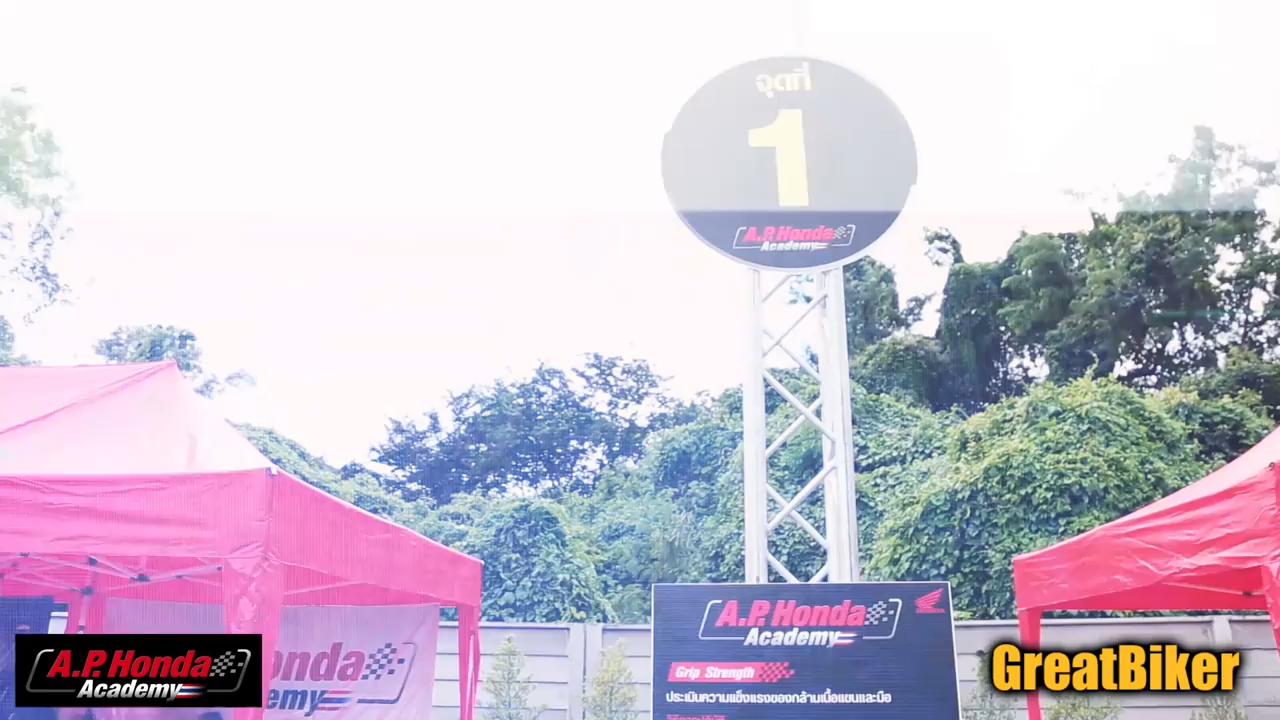 จุดที่
1
A.P. Honda
Academy
A.P. Honda
Academy
Grip Strength
ประเมินความแข็งแรงของกล้ามเนื้อแขนและมือ
onda
emy
A.P. Honda
Academy
GreatBiker